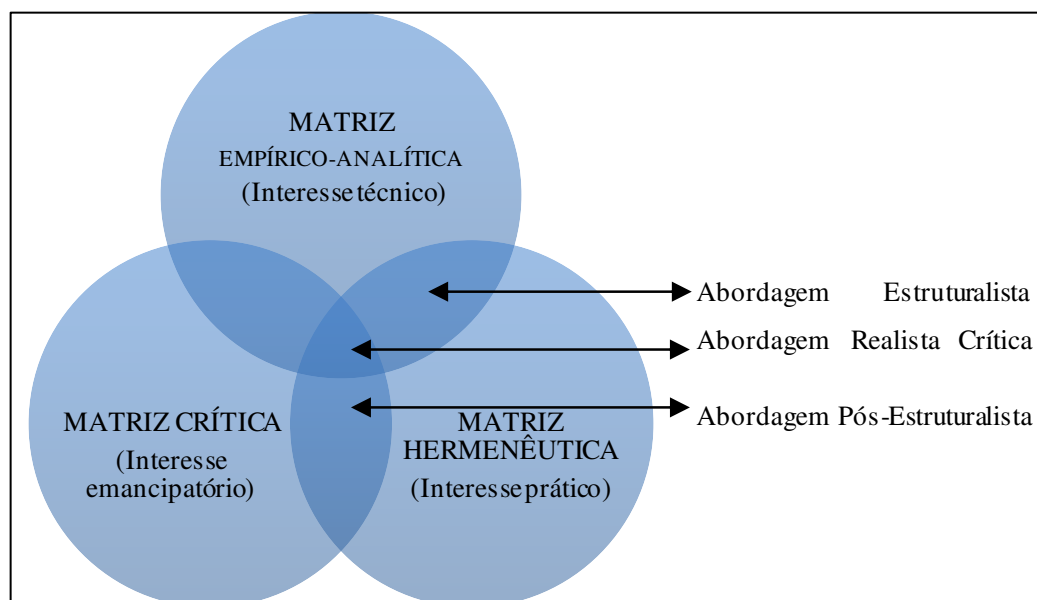 MATRIZ
EMPÍRICO-ANALÍTICA
(Interesse técnico)
Abordagem Estruturalista
Abordagem Realista Crítica
Abordagem Pós-Estruturalista
MATRIZ CRÍTICA
(Interesse
emancipatório)
MATRIZ
HERMENÊUTICA
(Interesse prático)